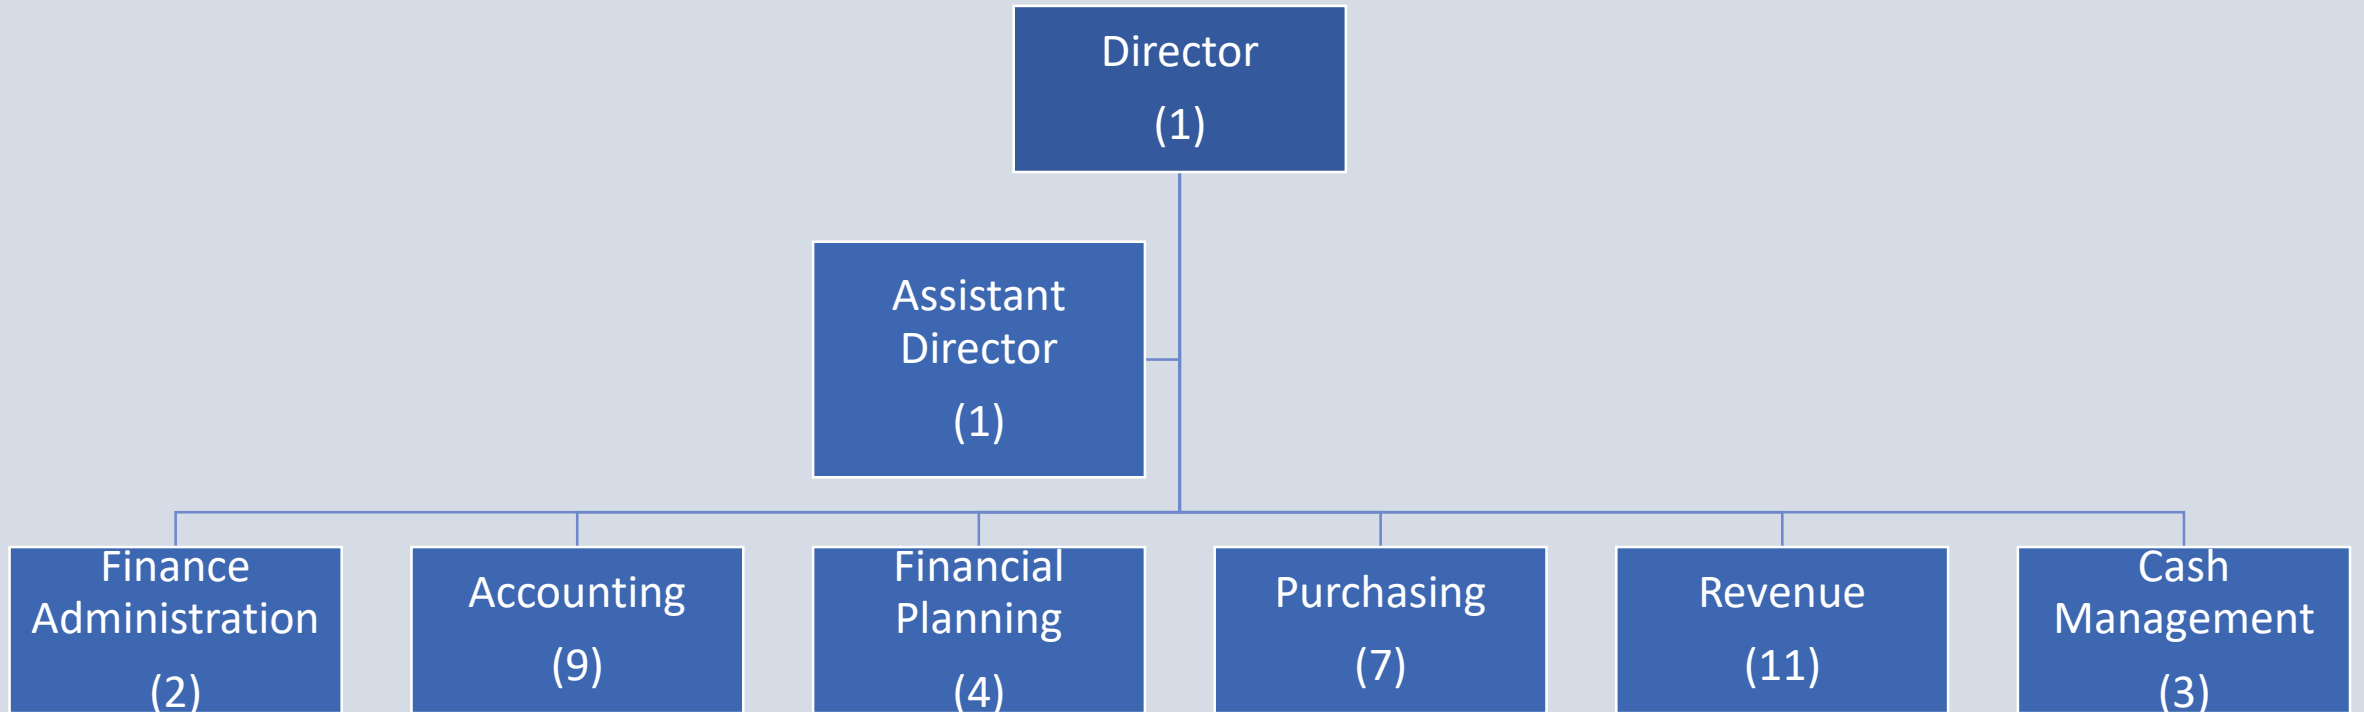 Director
(1)
Assistant
Director
(1)
Finance
Administration
(2)
Accounting
(9)
Financial
Planning
(4)
Purchasing
(7)
Revenue
(11)
Cash
Management
(3)